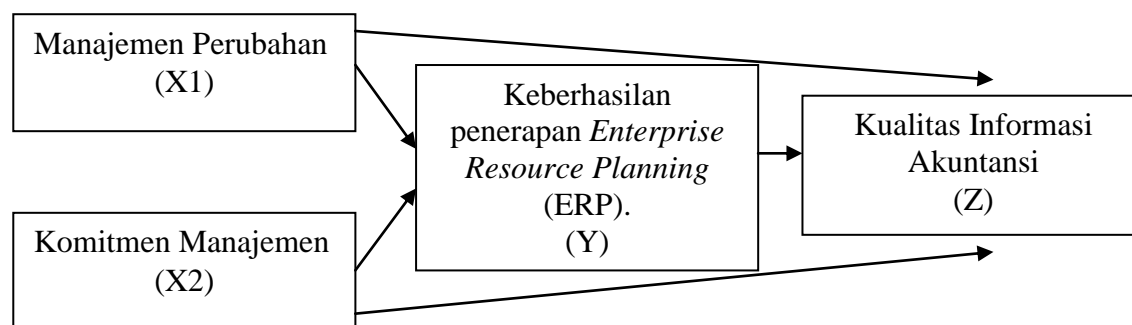 Manajemen Perubahan
(X1)
Keberhasilan
penerapan Enterprise
Resource Planning
(ERP).
(Y)
Kualitas Informasi
Akuntansi
(Z)
Komitmen Manajemen
(X2)